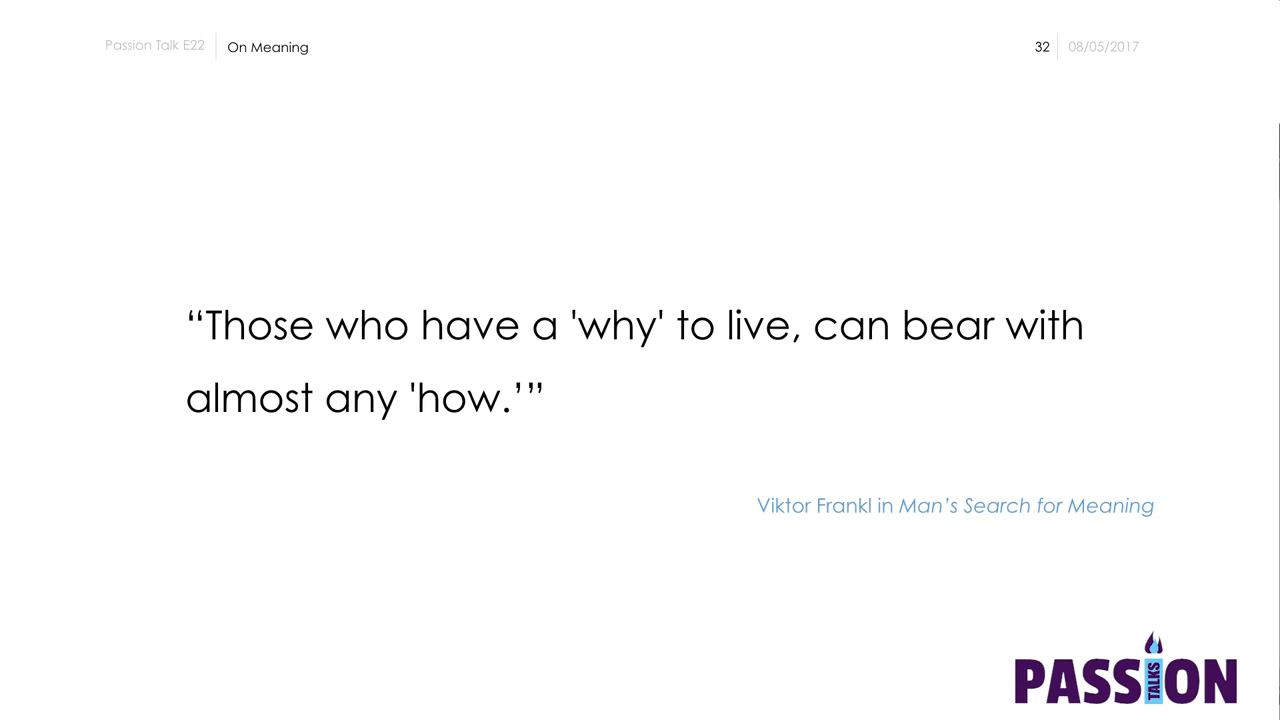 Passion Talk E22 On Meaning 32 08/05/2017
“Those who have a 'why' to live, can bear with
almost any 'how.’”
Viktor Frankl in Man’s Search for Meaning
PASSION
TALKS